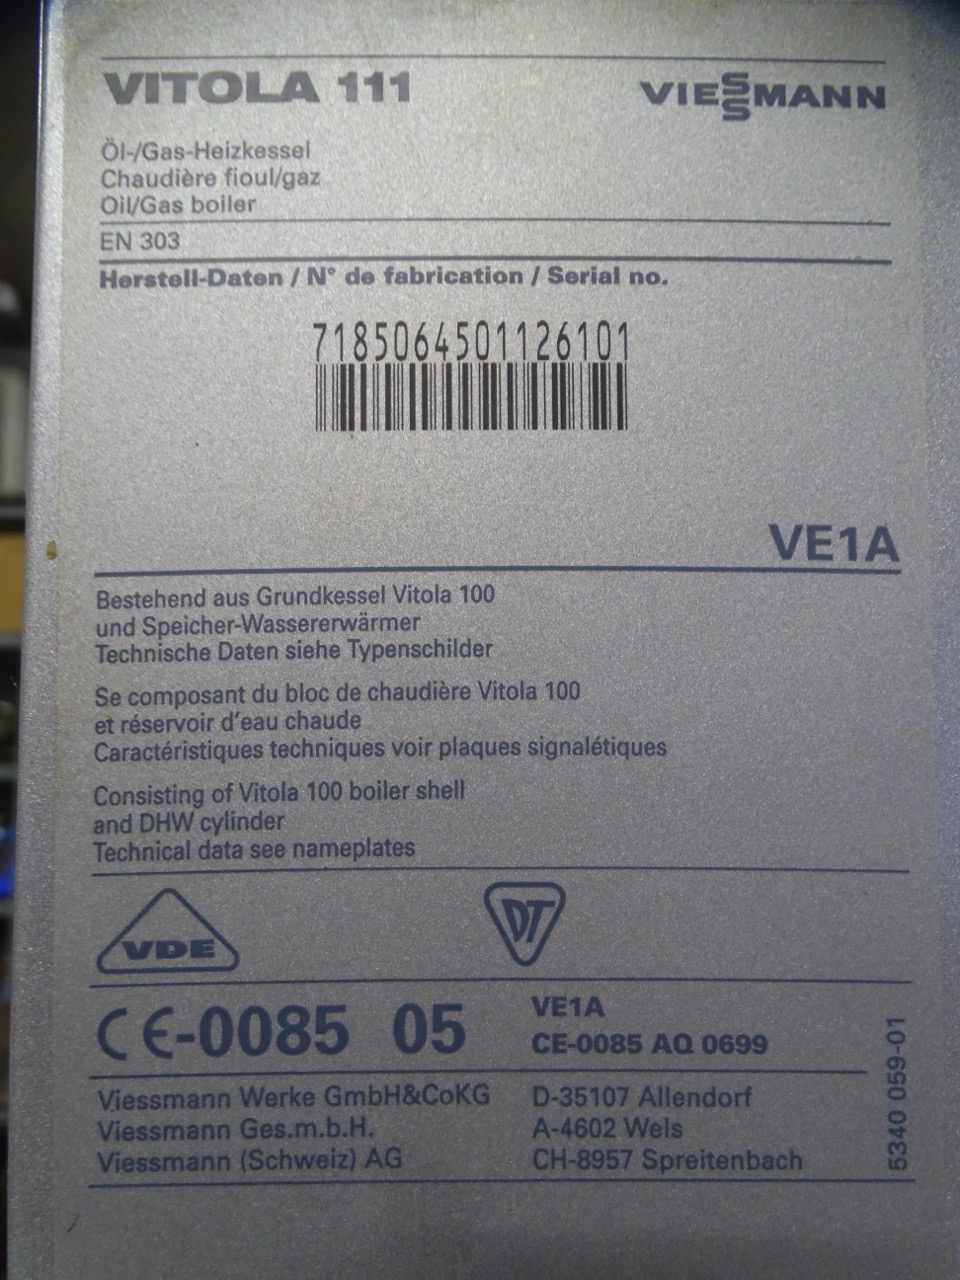 VITOLA 111
VIESSMANN
Öl-/Gas-Heizkessel
Chaudière fioul/gaz
Oil/Gas boiler
EN 303
Herstell-Daten / N° de fabrication / Serial no.
7185064501126101
VE1A
Bestehend aus Grundkessel Vitola 100
und Speicher-Wassererwärmer
Technische Daten siehe Typenschilder
Se composant du bloc de chaudière Vitola 100
et réservoir d'eau chaude
Caractéristiques techniques voir plaques signalétiques
Consisting of Vitola 100 boiler shell
and DHW cylinder
Technical data see nameplates
VDE
DT
CE-0085 05
VE1A
CE-0085 AQ 0699
Viessmann Werke GmbH&CoKG D-35107 Allendorf
Viessmann Ges.m.b.H. A-4602 Wels
Viessmann (Schweiz) AG CH-8957 Spreitenbach
5340 059-01